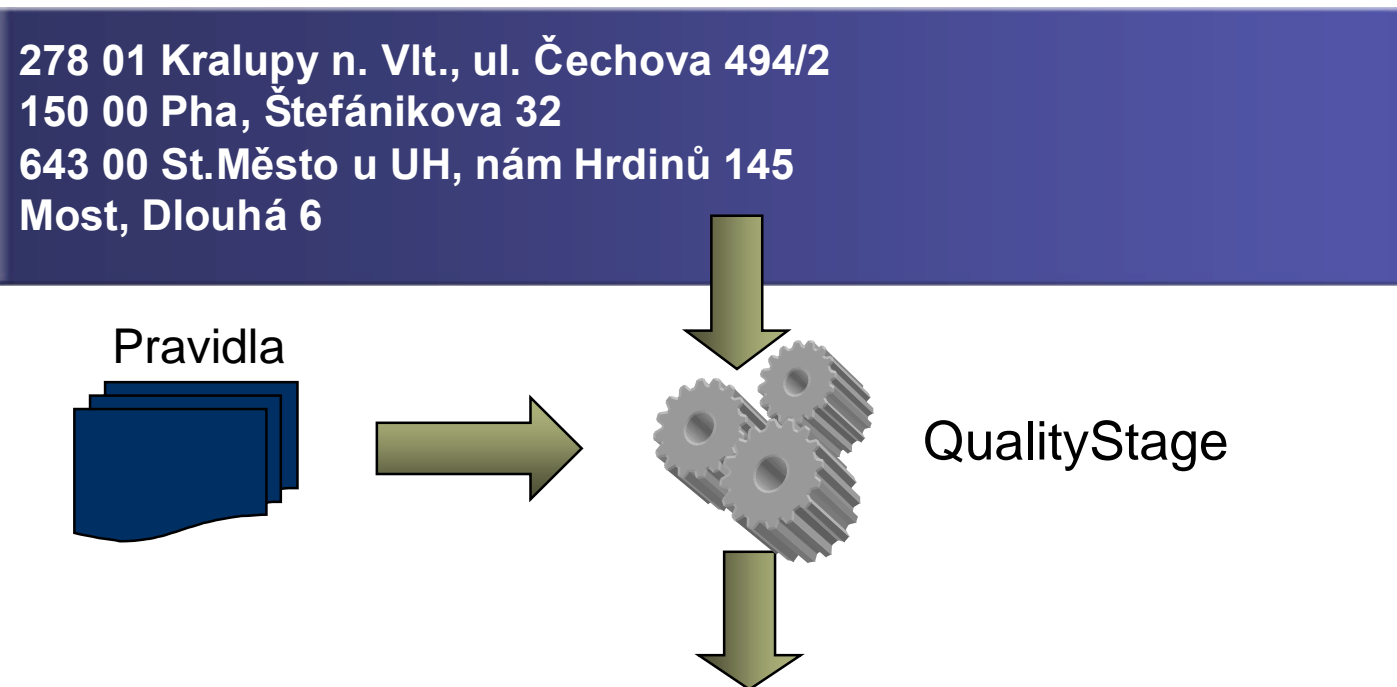 278 01 Kralupy n. Vlt., ul. Čechova 494/2
150 00 Pha, Štefánikova 32
643 00 St.Město u UH, nám Hrdinů 145
Most, Dlouhá 6
Pravidla
QualityStage